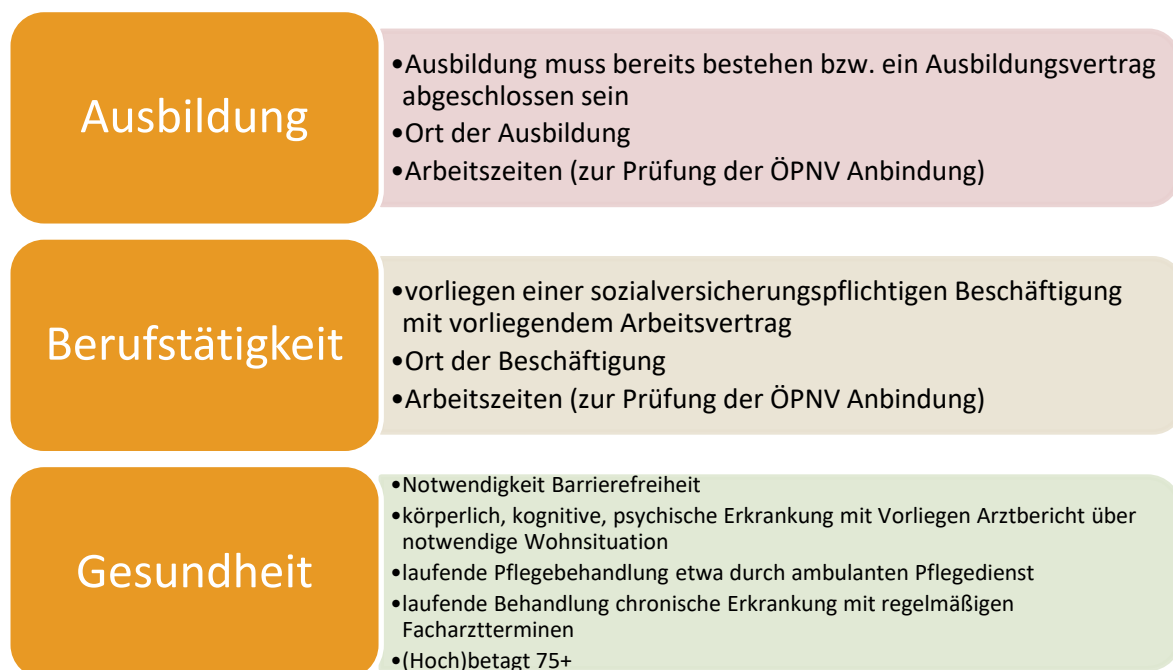 Ausbildung
•Ausbildung muss bereits bestehen bzw. ein Ausbildungsvertrag
abgeschlossen sein
•Ort der Ausbildung
•Arbeitszeiten (zur Prüfung der ÖPNV Anbindung)
Berufstätigkeit
•vorliegen einer sozialversicherungspflichtigen Beschäftigung
mit vorliegendem Arbeitsvertrag
•Ort der Beschäftigung
•Arbeitszeiten (zur Prüfung der ÖPNV Anbindung)
Gesundheit
•Notwendigkeit Barrierefreiheit
•körperlich, kognitive, psychische Erkrankung mit Vorliegen Arztbericht über
notwendige Wohnsituation
•laufende Pflegebehandlung etwa durch ambulanten Pflegedienst
•laufende Behandlung chronische Erkrankung mit regelmäßigen
Facharztterminen
•(Hoch)betagt 75+